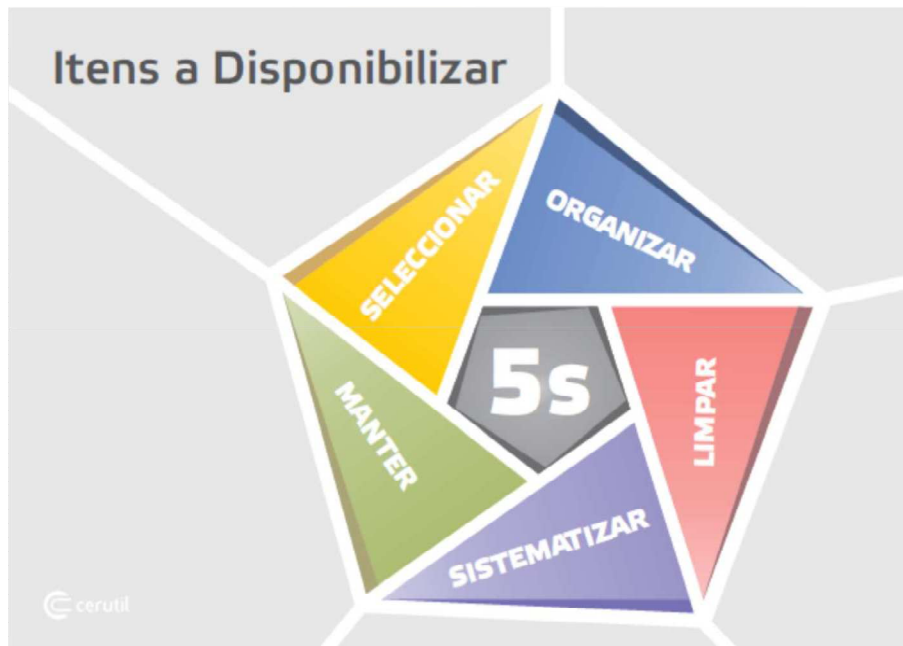 Itens a Disponibilizar
SELECCIONAR
ORGANIZAR
LIMPAR
SISTEMATIZAR
MANTER
5s
cerutil